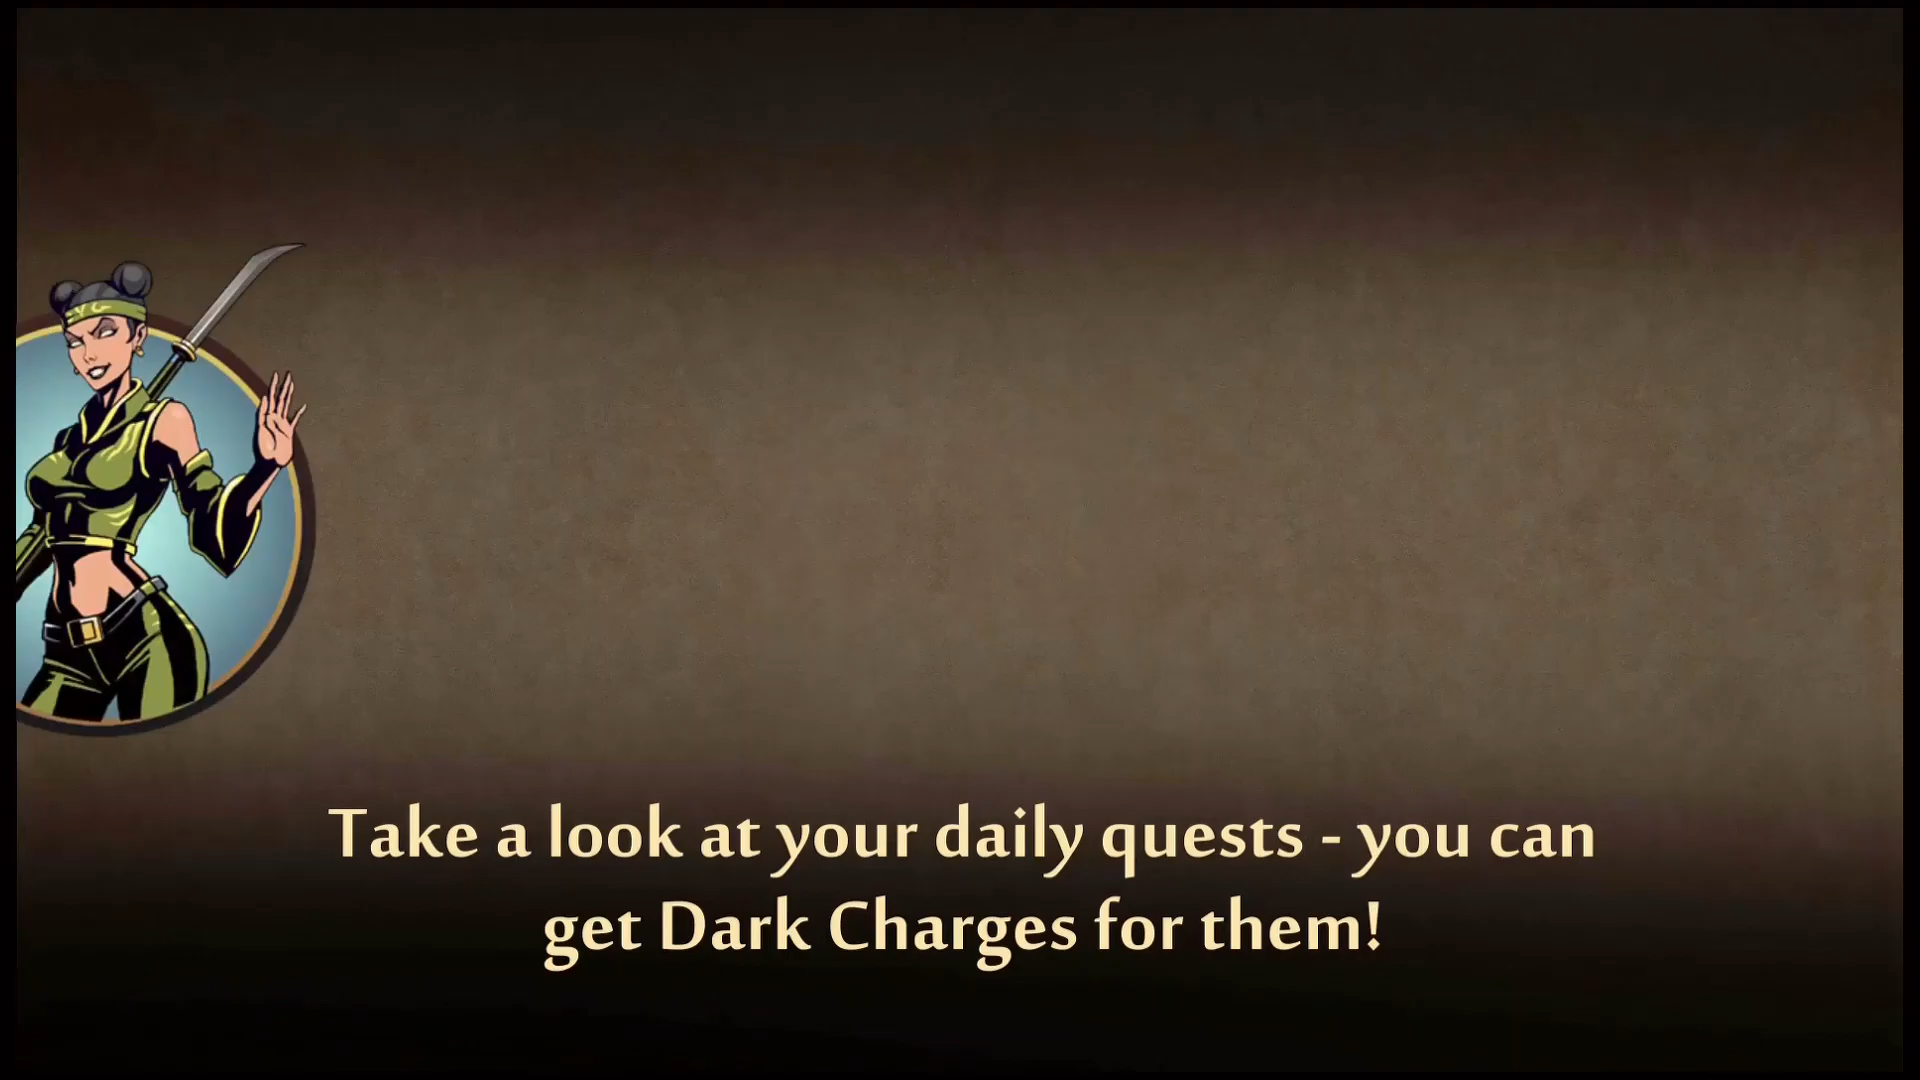 Take a look at your daily quests - you can
get Dark Charges for them!